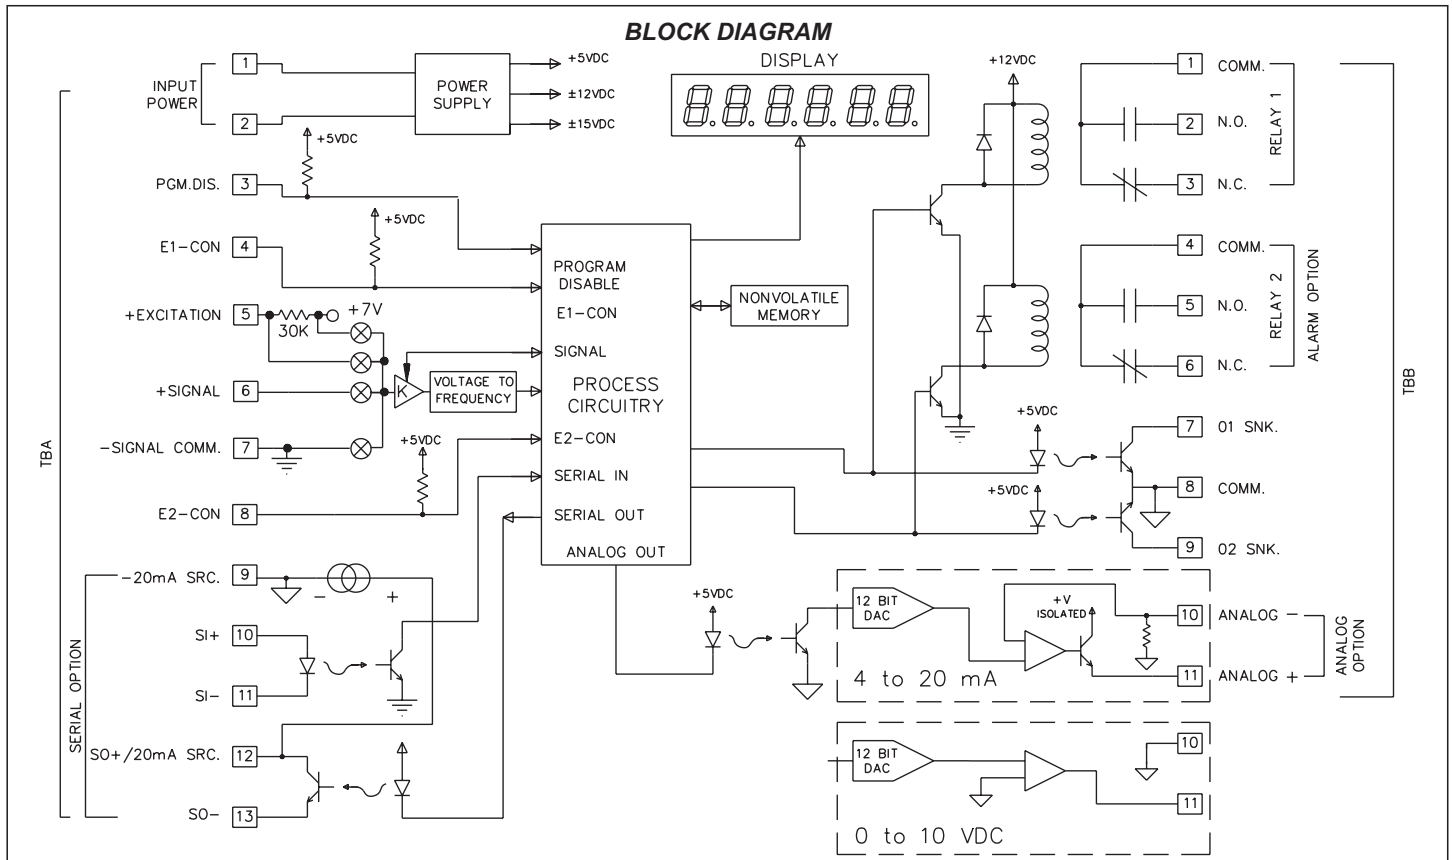 BLOCK DIAGRAM
INPUT
POWER
1
2
POWER
SUPPLY
+5VDC
±12VDC
±15VDC
DISPLAY
8.8.8.8.8.8.
+12VDC
1
COMM.
2
N.O.
3
N.C.
RELAY 1
+5VDC
PGM.DIS.
3
+5VDC
E1-CON
4
PROGRAM
DISABLE
E1-CON
SIGNAL
PROCESS
CIRCUITRY
E2-CON
SERIAL IN
SERIAL OUT
ANALOG OUT
NONVOLATILE
MEMORY
4
COMM.
5
N.O.
6
N.C.
RELAY 2
ALARM OPTION
+EXCITATION
5
30K
+7V
+SIGNAL
6
K
VOLTAGE TO
FREQUENCY
-SIGNAL COMM.
7
+5VDC
E2-CON
8
TBA
TBB
+5VDC
7
O1 SNK.
8
COMM.
+5VDC
9
O2 SNK.
-20mA SRC.
9
-
+
SI+
10
SI-
11
SO+/20mA SRC.
12
SO-
13
SERIAL OPTION
+5VDC
12 BIT
DAC
+V
ISOLATED
10
ANALOG -
11
ANALOG +
ANALOG
OPTION
4 to 20 mA
12 BIT
DAC
10
11
0 to 10 VDC